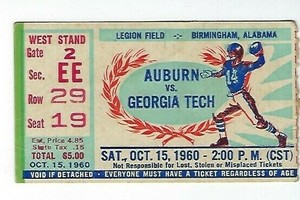 WEST STAND
Gate 2
Sec. EE
Row 29
Seat 19
Est. Price 4.85
State Tax .15
TOTAL $5.00
OCT. 15, 1960
LEGION FIELD - BIRMINGHAM, ALABAMA
AUBURN
VS.
GEORGIA TECH
SAT., OCT. 15, 1960 - 2:00 P. M. (CST)
Not Responsible for Lost, Stolen or Misplaced Tickets
VOID IF DETACHED - EVERYONE MUST HAVE A TICKET REGARDLESS OF AGE